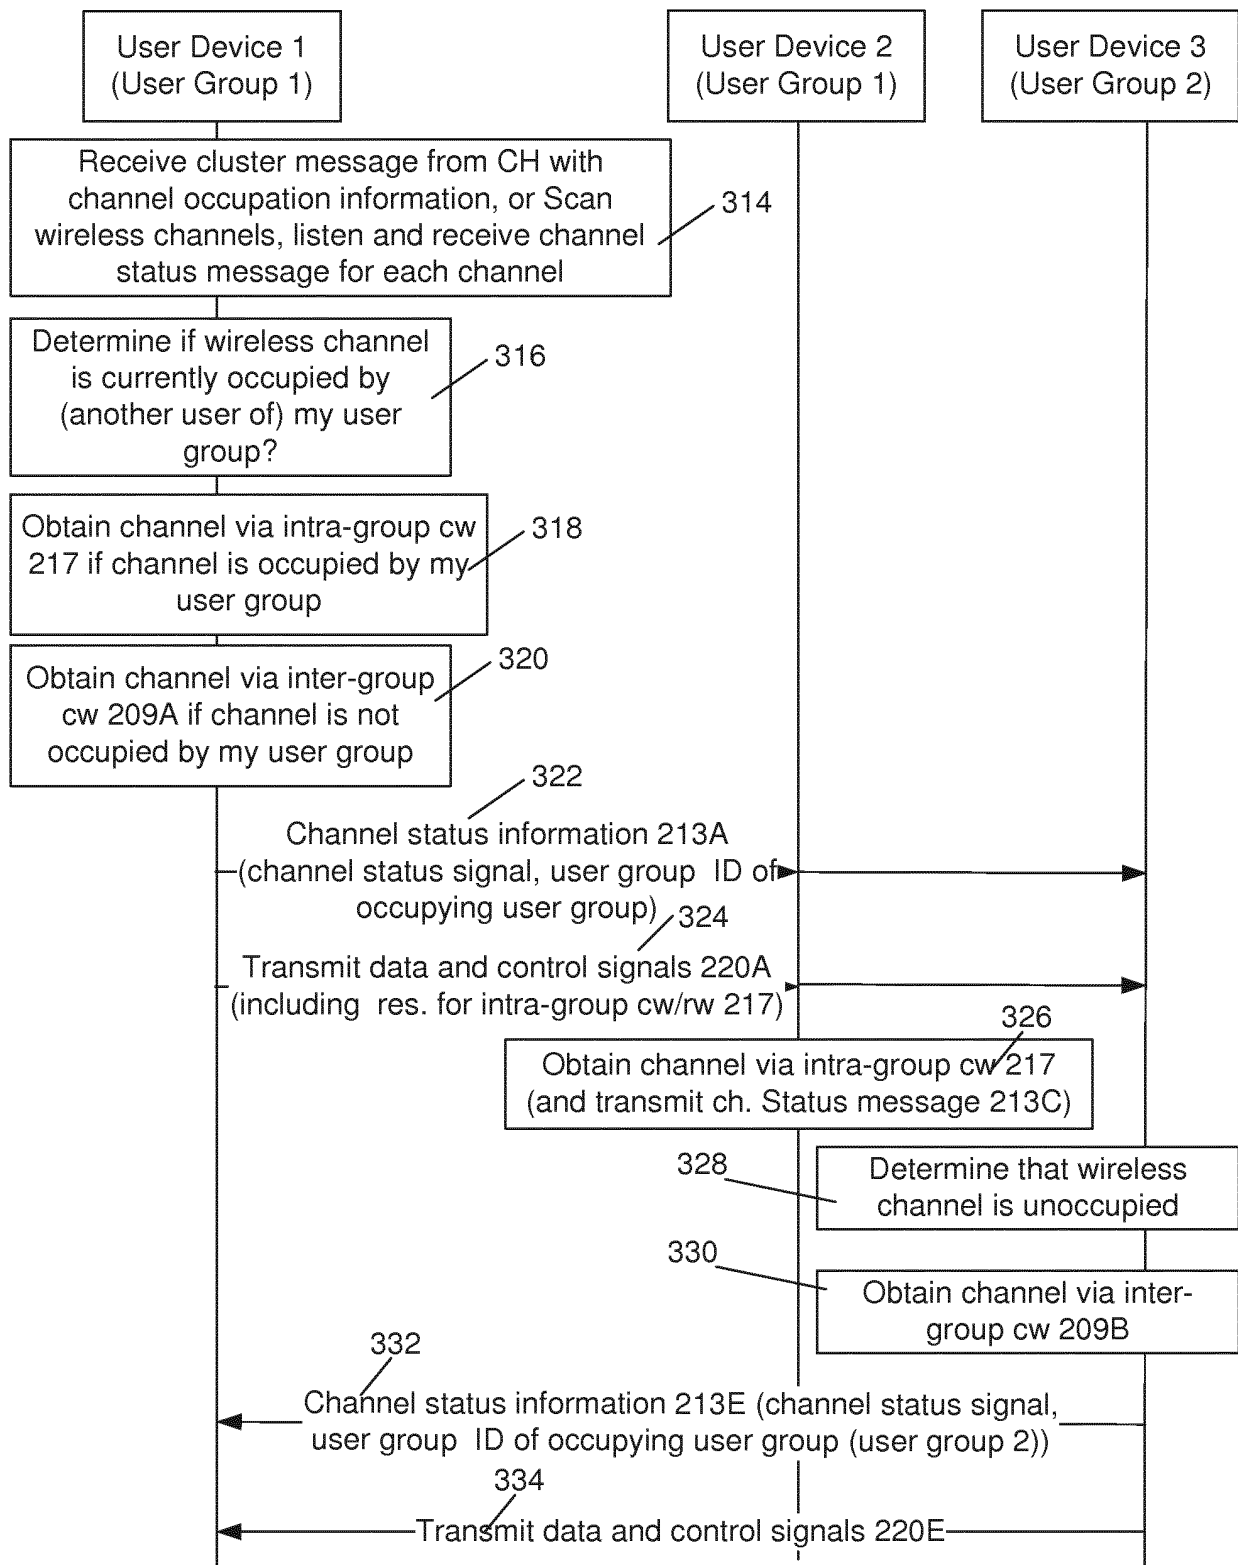 User Device 1
(User Group 1)
User Device 2
(User Group 1)
User Device 3
(User Group 2)
Receive cluster message from CH with
channel occupation information, or Scan
wireless channels, listen and receive channel
status message for each channel
314
Determine if wireless channel
is currently occupied by
(another user of) my user
group?
316
Obtain channel via intra-group cw
217 if channel is occupied by my
user group
318
Obtain channel via inter-group
cw 209A if channel is not
occupied by my user group
320
322
Channel status information 213A
(channel status signal, user group ID of
occupying user group)
324
Transmit data and control signals 220A
(including res. for intra-group cw/rw 217)
326
Obtain channel via intra-group cw 217
(and transmit ch. Status message 213C)
328
Determine that wireless
channel is unoccupied
330
Obtain channel via inter-
group cw 209B
332
Channel status information 213E (channel status signal,
user group ID of occupying user group (user group 2))
334
Transmit data and control signals 220E